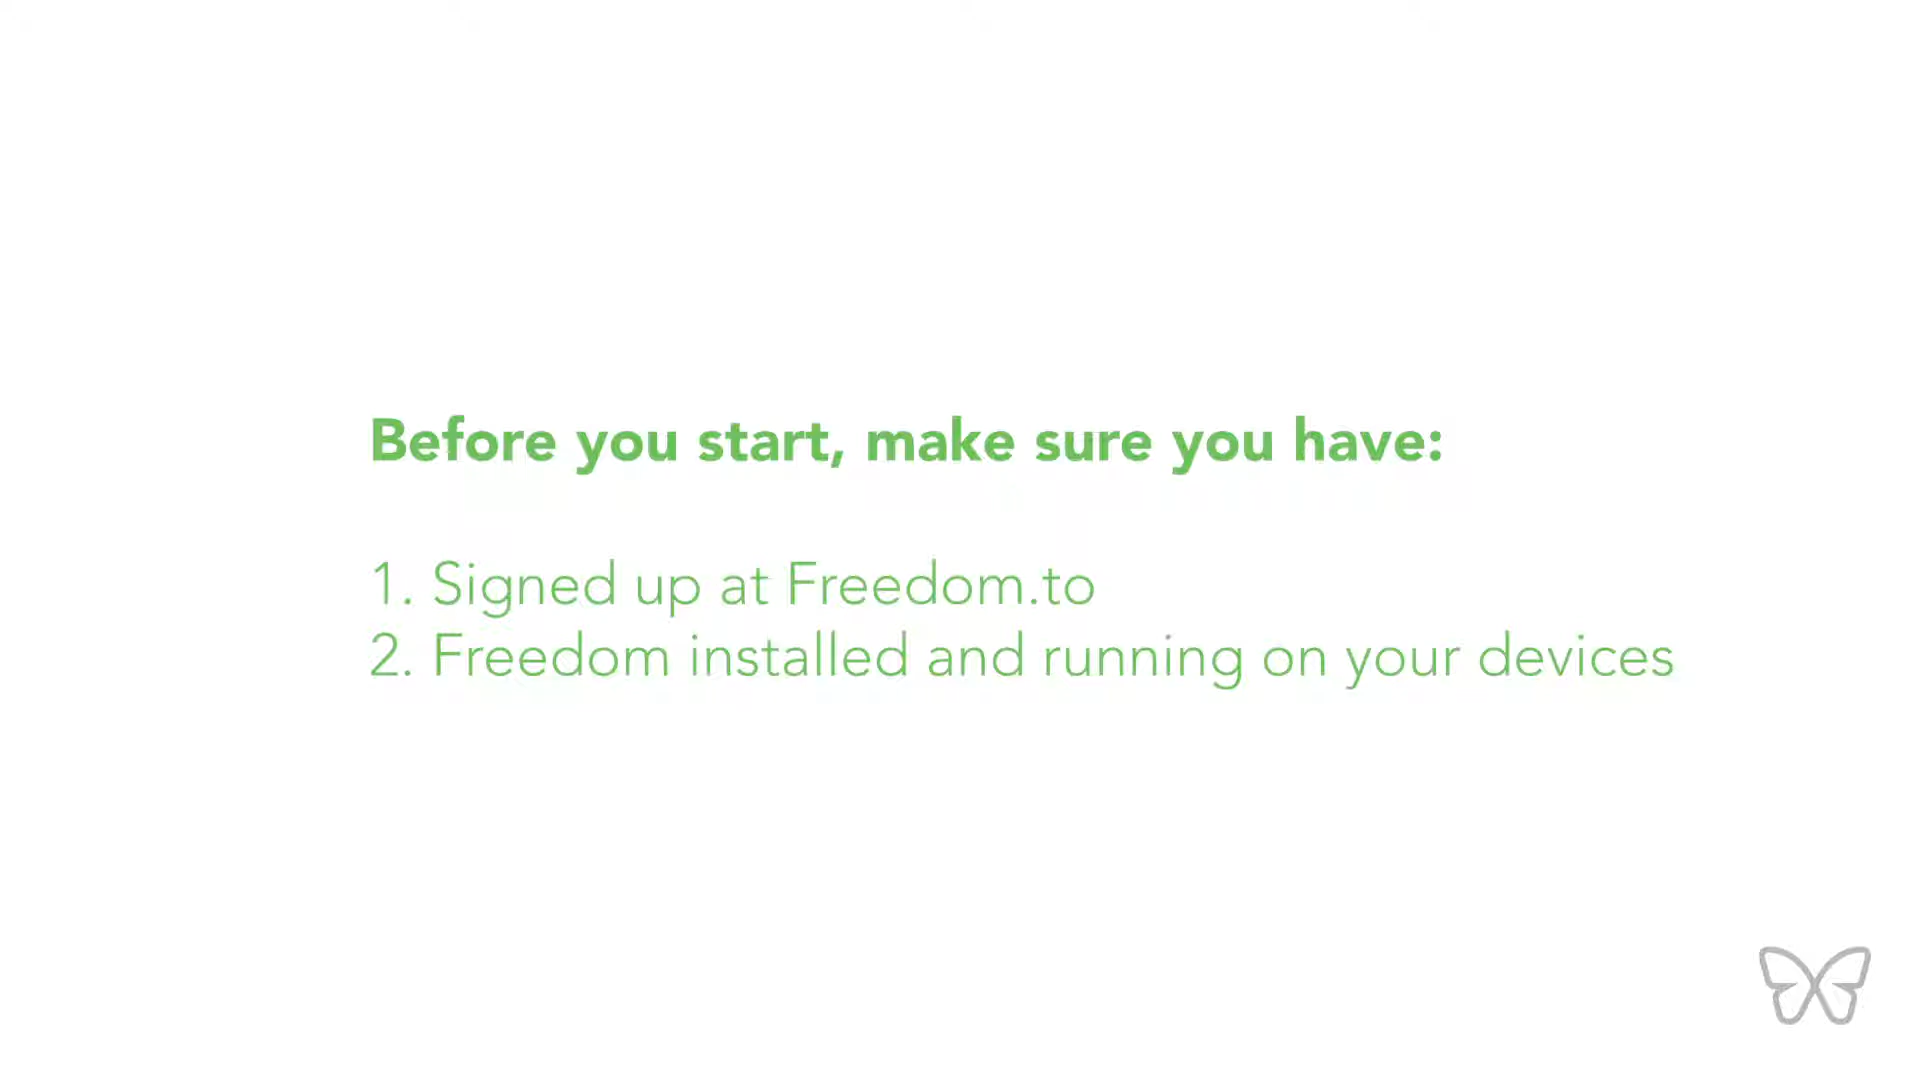 Before you start, make sure you have:
1. Signed up at Freedom.to
2. Freedom installed and running on your devices